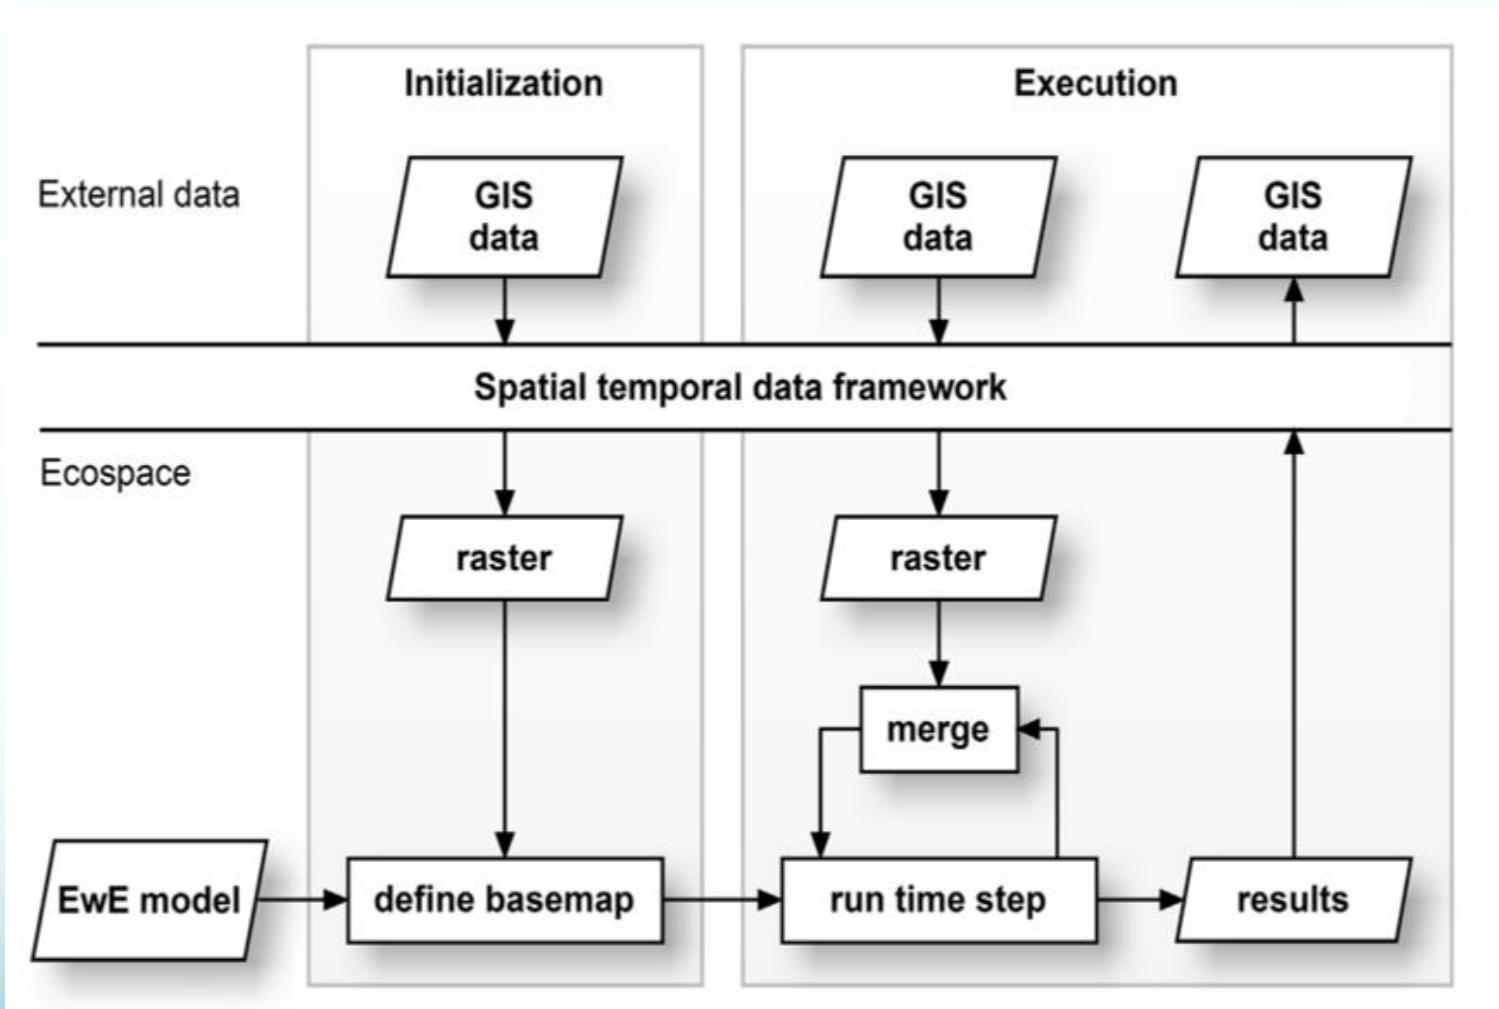 Initialization
Execution
External data
GIS
data
GIS
data
GIS
data
Spatial temporal data framework
Ecospace
raster
raster
merge
EwE model
define basemap
run time step
results